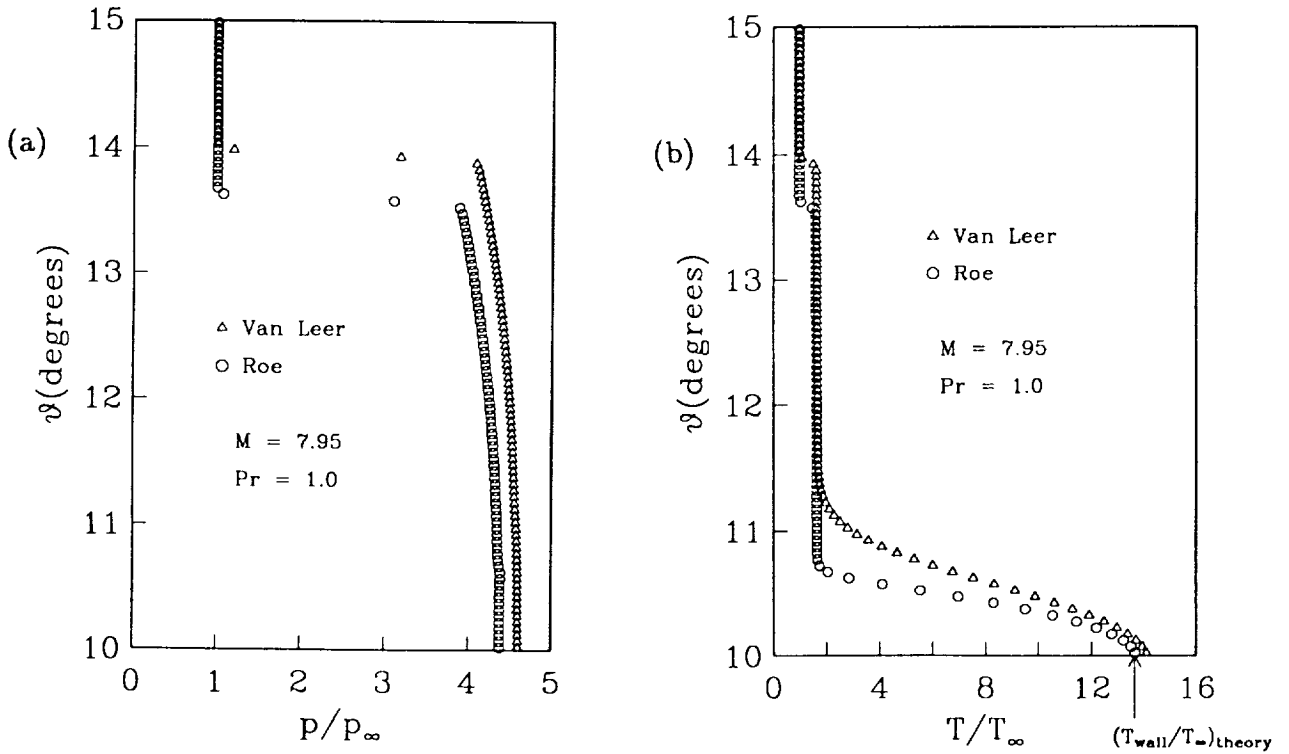 (a)
15
14
13
12
11
10
ϑ(degrees)
△ Van Leer
○ Roe
M = 7.95
Pr = 1.0
0 1 2 3 4 5
p/p∞
(b)
15
14
13
12
11
10
ϑ(degrees)
△ Van Leer
○ Roe
M = 7.95
Pr = 1.0
0 4 8 12 16
T/T∞
(Twall/T∞)theory